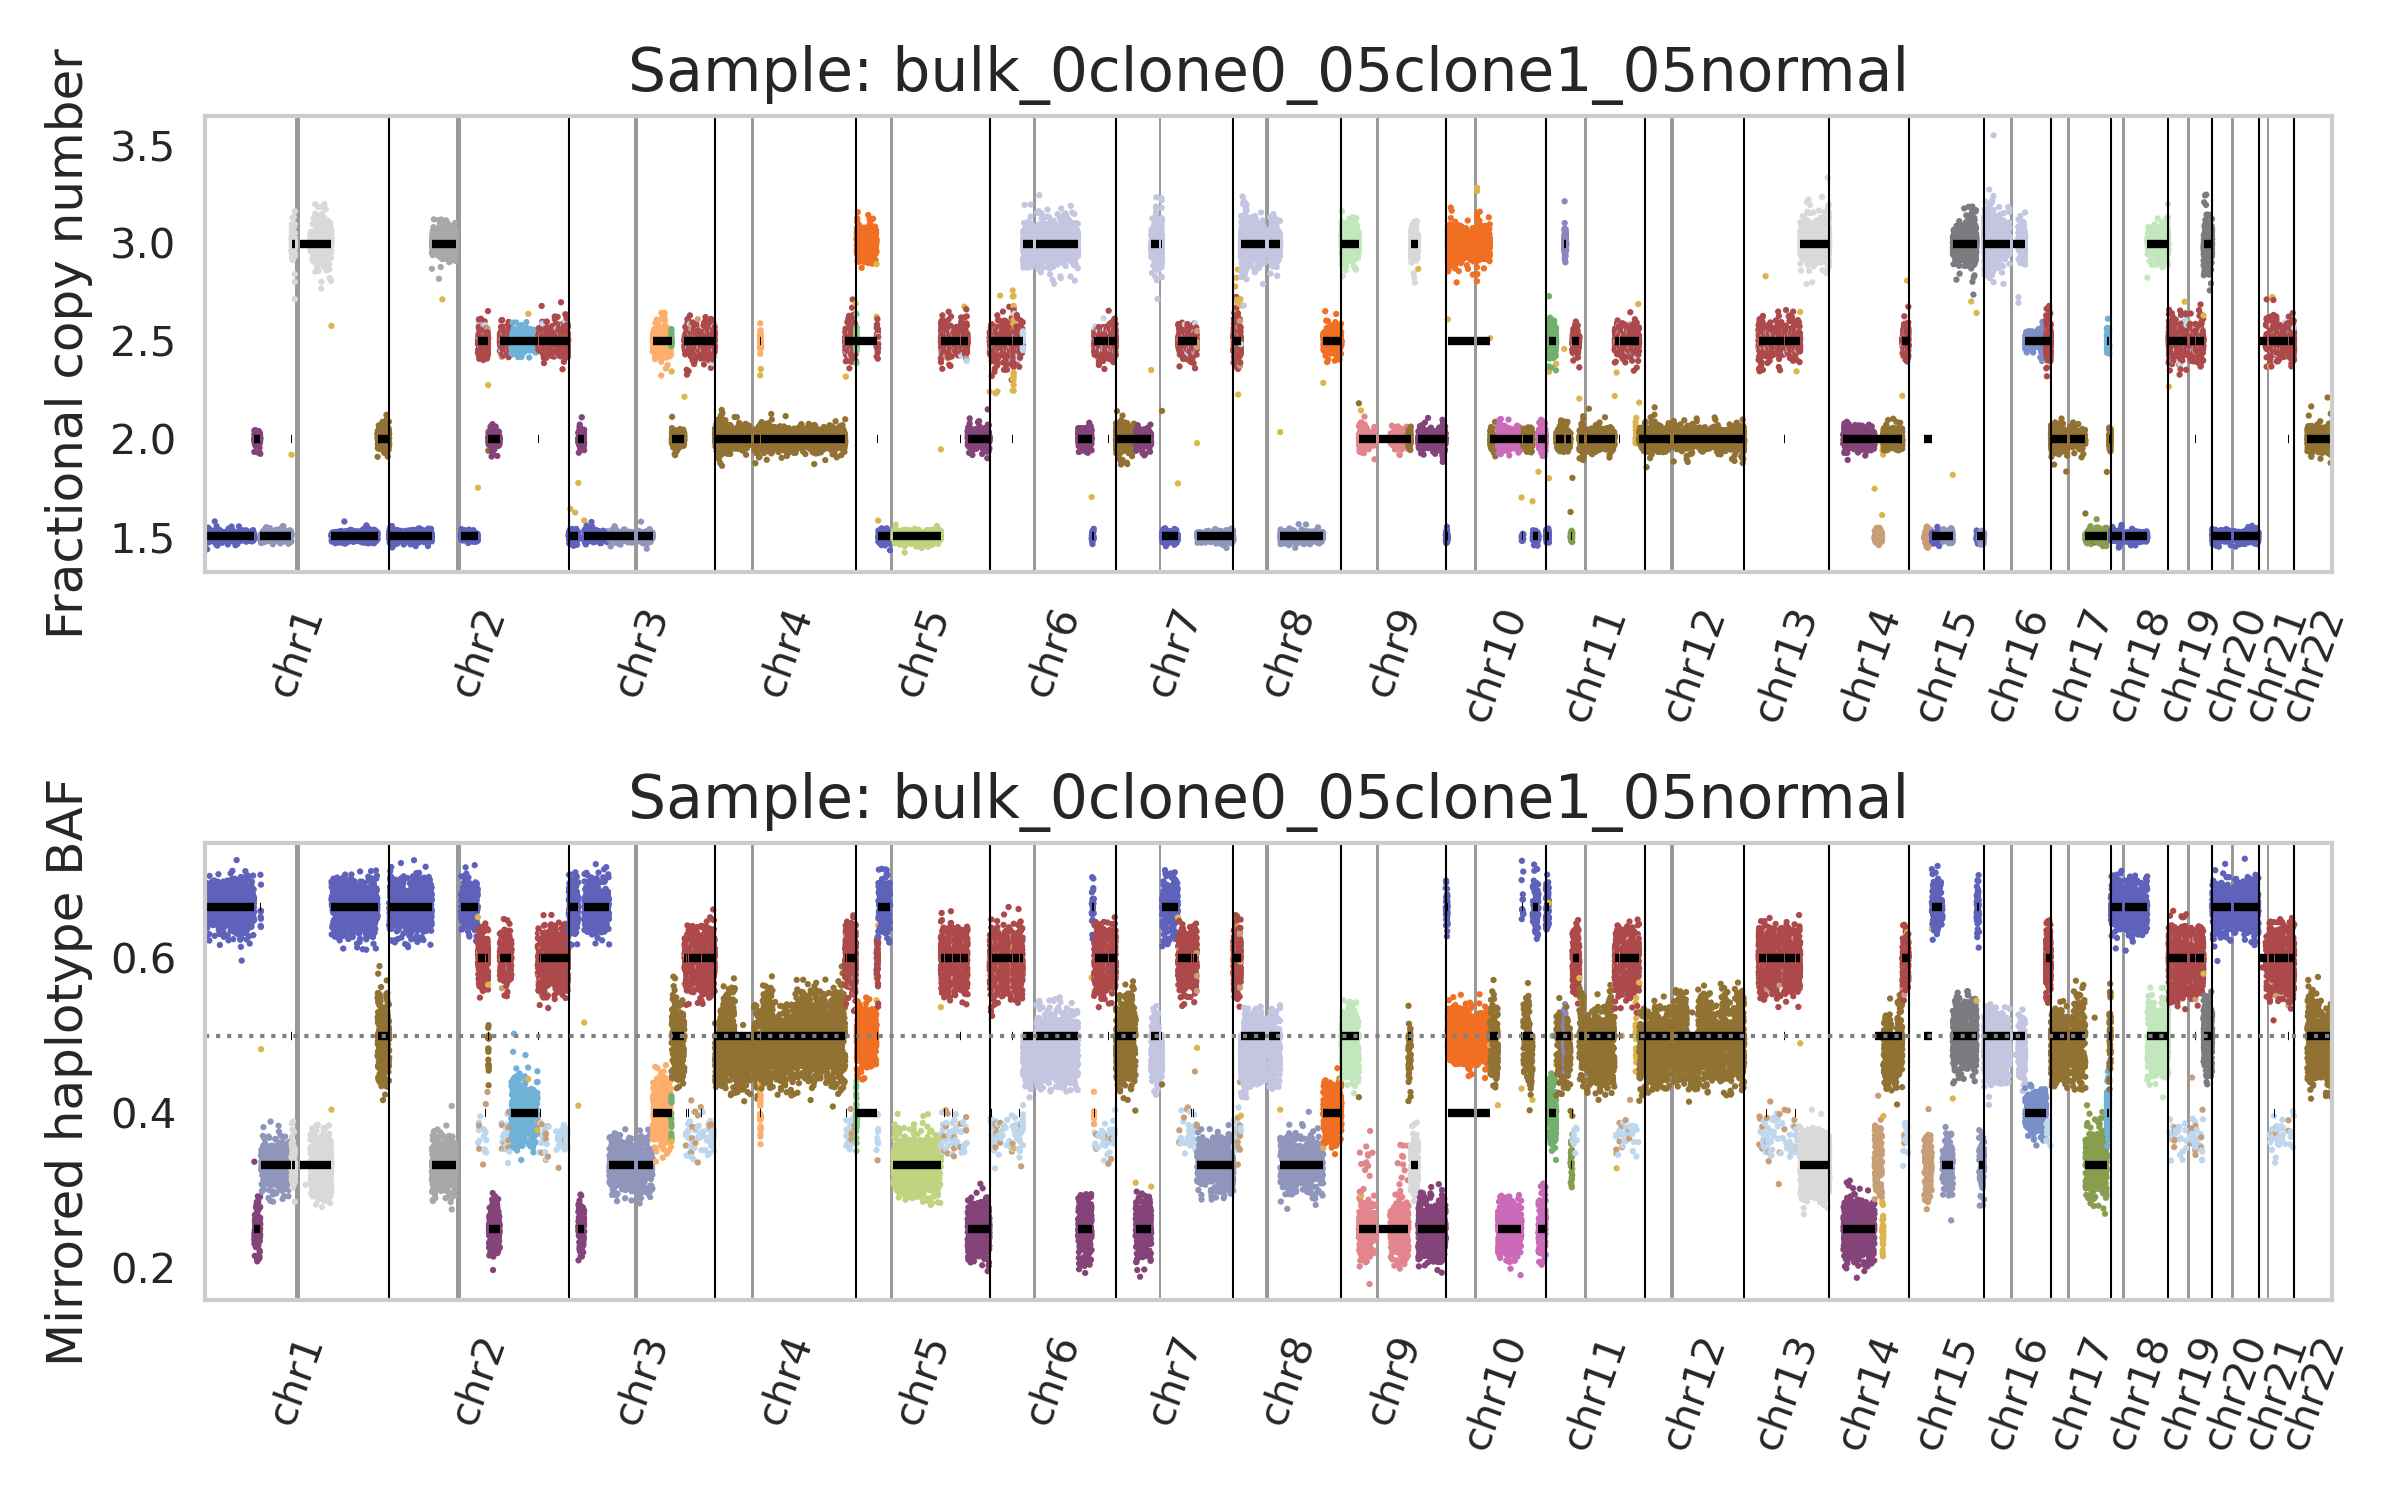 Sample: bulk_0clone0_05clone1_05normal
Fractional copy number
3.5
3.0
2.5
2.0
1.5
chr1 chr2 chr3 chr4 chr5 chr6 chr7 chr8 chr9 chr10 chr11 chr12 chr13 chr14 chr15 chr16 chr17 chr18 chr19 chr20 chr21 chr22
Sample: bulk_0clone0_05clone1_05normal
Mirrored haplotype BAF
0.6
0.4
0.2
chr1 chr2 chr3 chr4 chr5 chr6 chr7 chr8 chr9 chr10 chr11 chr12 chr13 chr14 chr15 chr16 chr17 chr18 chr19 chr20 chr21 chr22